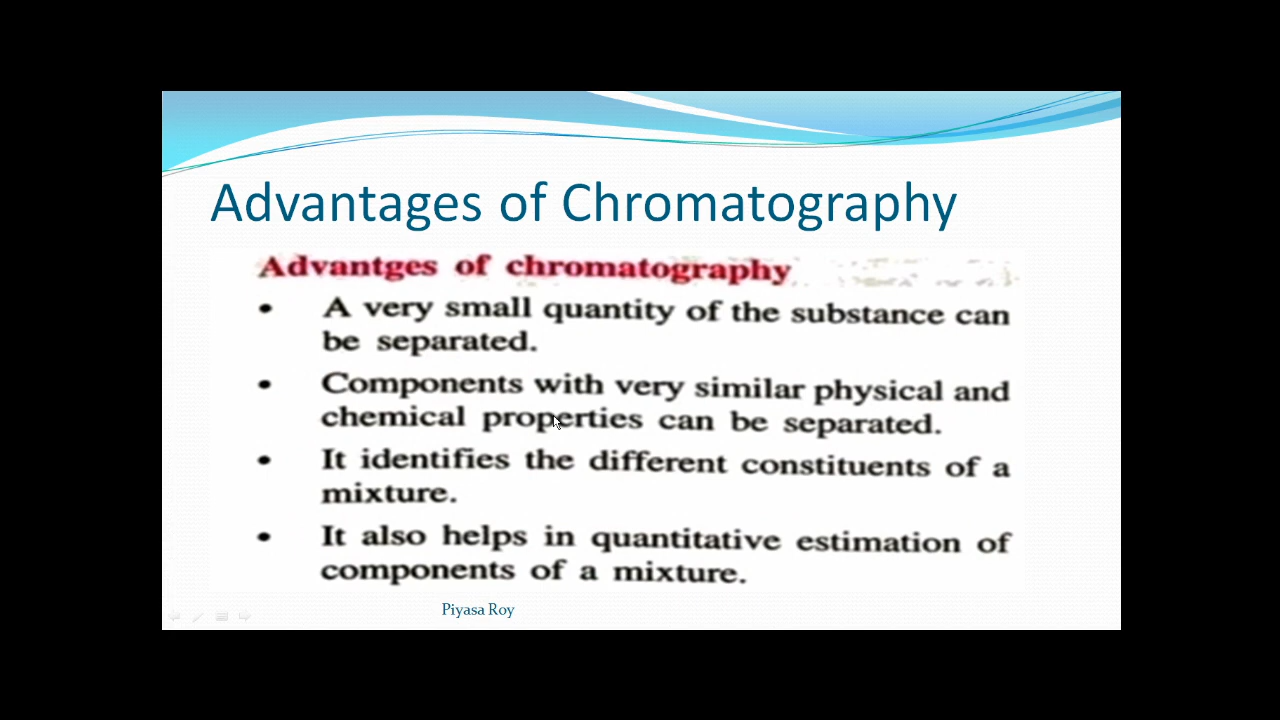 Advantages of Chromatography
Advantges of chromatography
• A very small quantity of the substance can
be separated.
• Components with very similar physical and
chemical properties can be separated.
• It identifies the different constituents of a
mixture.
• It also helps in quantitative estimation of
components of a mixture.
Piyasa Roy